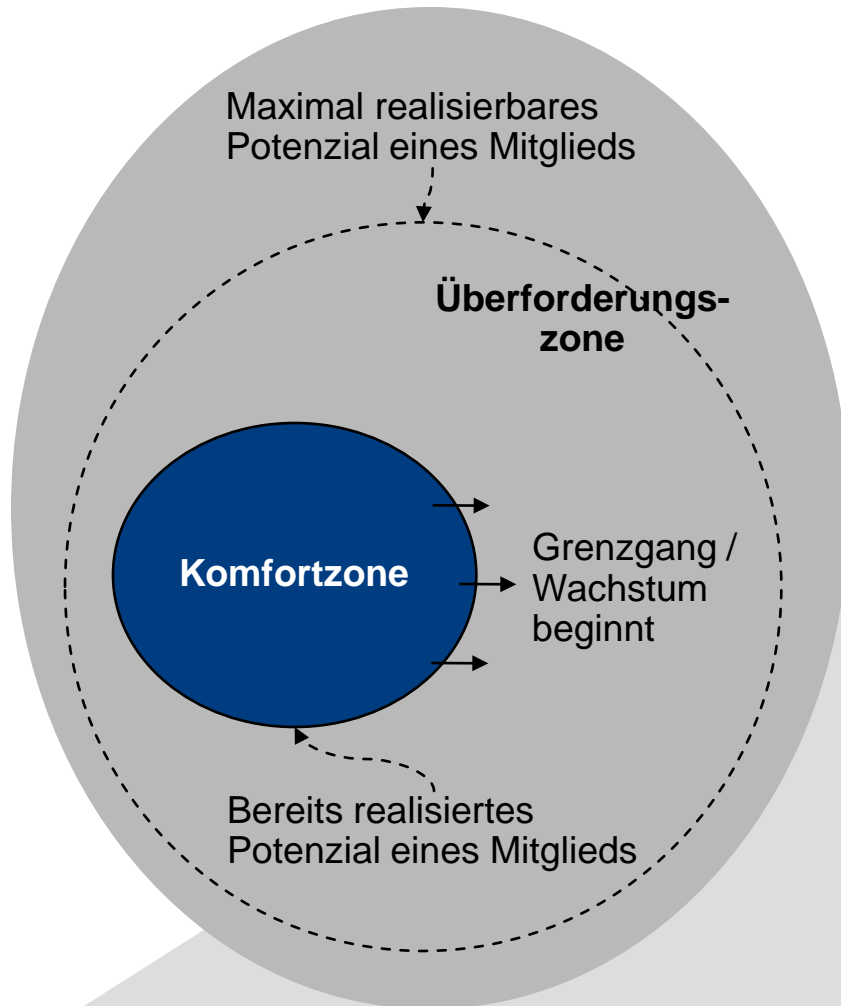 Maximal realisierbares
Potenzial eines Mitglieds
Überforderungs-
zone
Komfortzone
Grenzgang /
Wachstum
beginnt
Bereits realisiertes
Potenzial eines Mitglieds